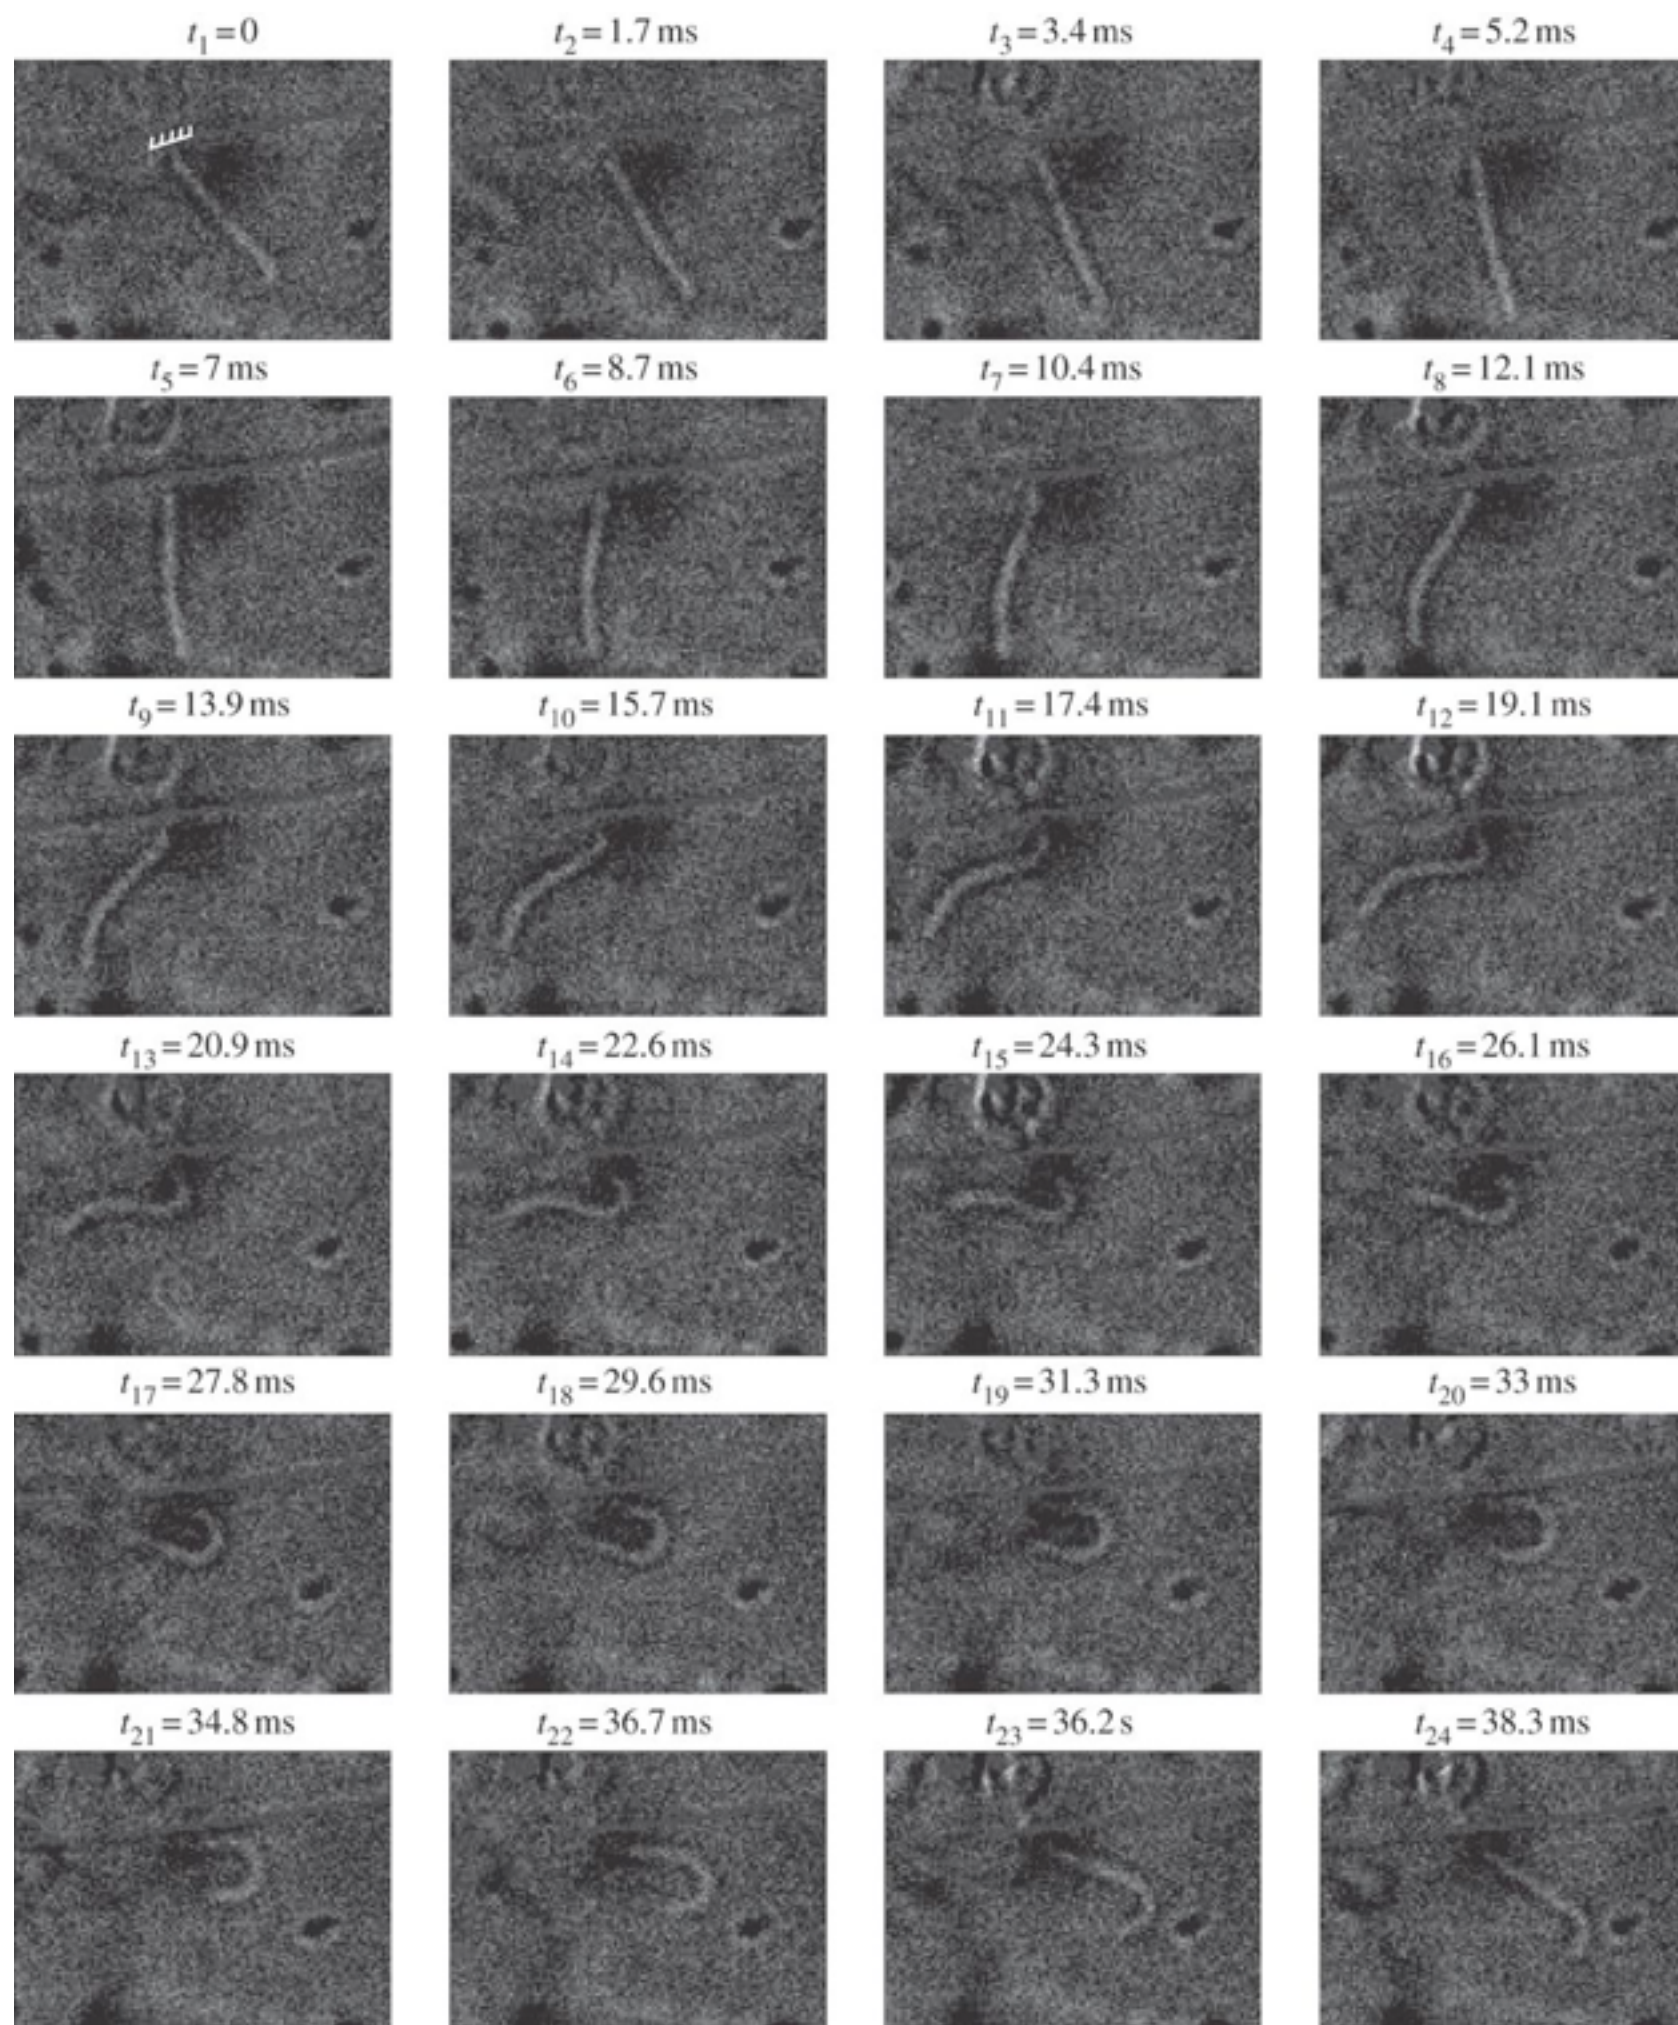 t₁ = 0 t₂ = 1.7 ms t₃ = 3.4 ms t₄ = 5.2 ms
t₅ = 7 ms t₆ = 8.7 ms t₇ = 10.4 ms t₈ = 12.1 ms
t₉ = 13.9 ms t₁₀ = 15.7 ms t₁₁ = 17.4 ms t₁₂ = 19.1 ms
t₁₃ = 20.9 ms t₁₄ = 22.6 ms t₁₅ = 24.3 ms t₁₆ = 26.1 ms
t₁₇ = 27.8 ms t₁₈ = 29.6 ms t₁₉ = 31.3 ms t₂₀ = 33 ms
t₂₁ = 34.8 ms t₂₂ = 36.7 ms t₂₃ = 36.2 s t₂₄ = 38.3 ms